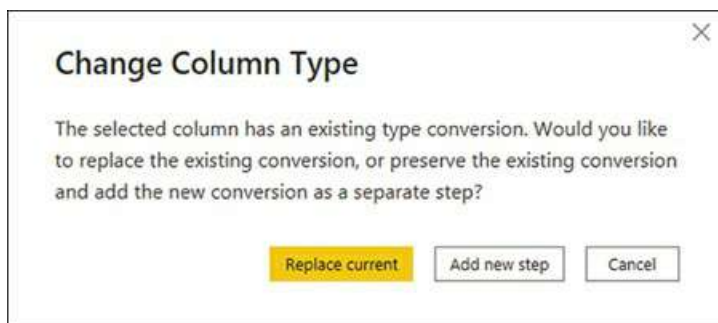 Change Column Type
The selected column has an existing type conversion. Would you like
to replace the existing conversion, or preserve the existing conversion
and add the new conversion as a separate step?
Replace current Add new step Cancel